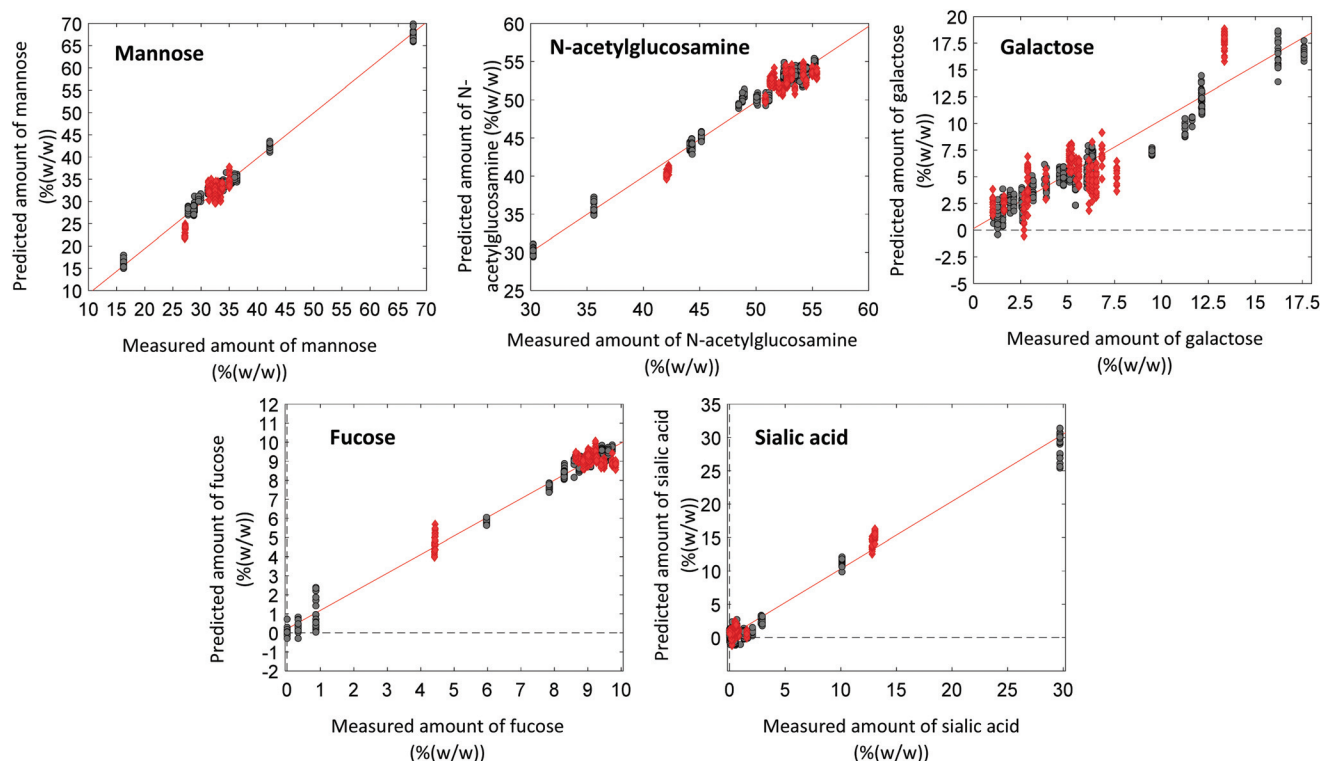 Mannose
Predicted amount of mannose
(%(w/w))
70
65
60
55
50
45
40
35
30
25
20
15
10
10 15 20 25 30 35 40 45 50 55 60 65 70
Measured amount of mannose
(%(w/w))
N-acetylglucosamine
Predicted amount of N-
acetylglucosamine (%(w/w))
60
55
50
45
40
35
30
25
30 35 40 45 50 55 60
Measured amount of N-acetylglucosamine
(%(w/w))
Galactose
Predicted amount of galactose
(%(w/w))
20
17.5
15
12.5
10
7.5
5
2.5
0
-2.5
-5
0 2.5 5 7.5 10 12.5 15 17.5
Measured amount of galactose
(%(w/w))
Fucose
Predicted amount of fucose
(%(w/w))
12
11
10
9
8
7
6
5
4
3
2
1
0
-1
-2
0 1 2 3 4 5 6 7 8 9 10
Measured amount of fucose
(%(w/w))
Sialic acid
Predicted amount of sialic acid
(%(w/w))
35
30
25
20
15
10
5
0
-5
0 5 10 15 20 25 30
Measured amount of sialic acid
(%(w/w))